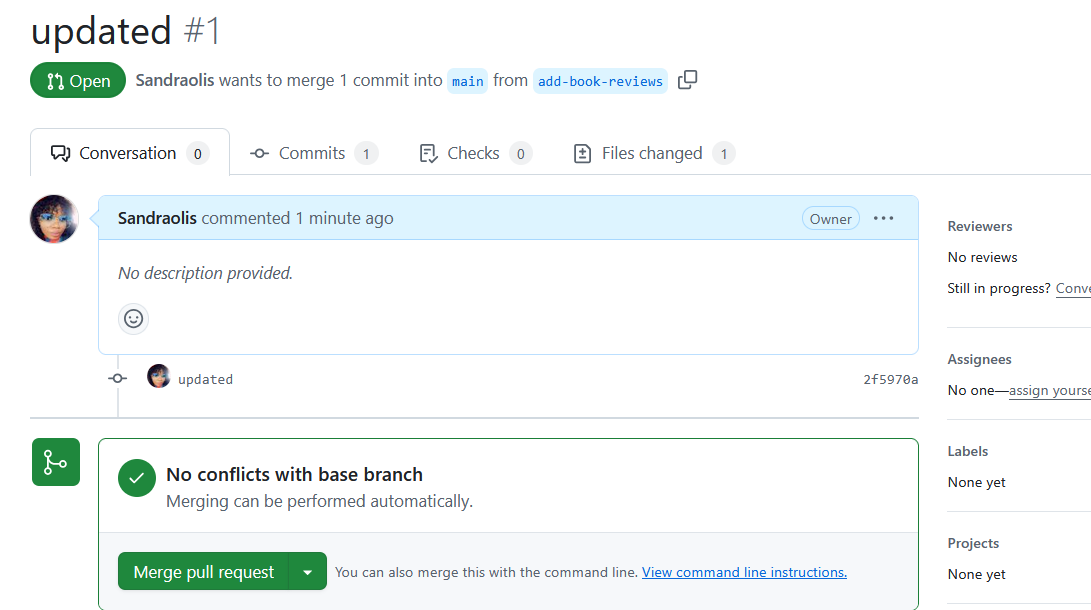 updated #1
Open Sandraolis wants to merge 1 commit into main from add-book-reviews
Conversation 0 Commits 1 Checks 0 Files changed 1
Sandraolis commented 1 minute ago Owner
No description provided.
updated 2f5970a
No conflicts with base branch
Merging can be performed automatically.
Merge pull request You can also merge this with the command line. View command line instructions.
Reviewers
No reviews
Still in progress? Conve
Assignees
No one—assign yourse
Labels
None yet
Projects
None yet